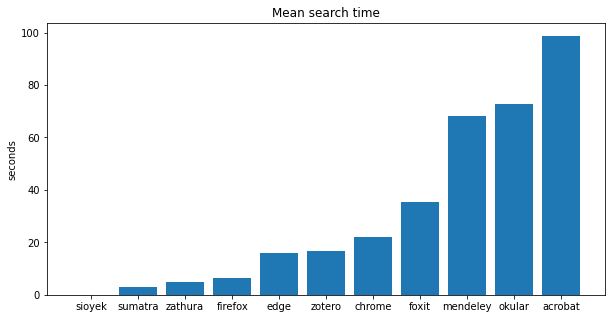 Mean search time
seconds
100
80
60
40
20
0
sioyek sumatra zathura firefox edge zotero chrome foxit mendeley okular acrobat